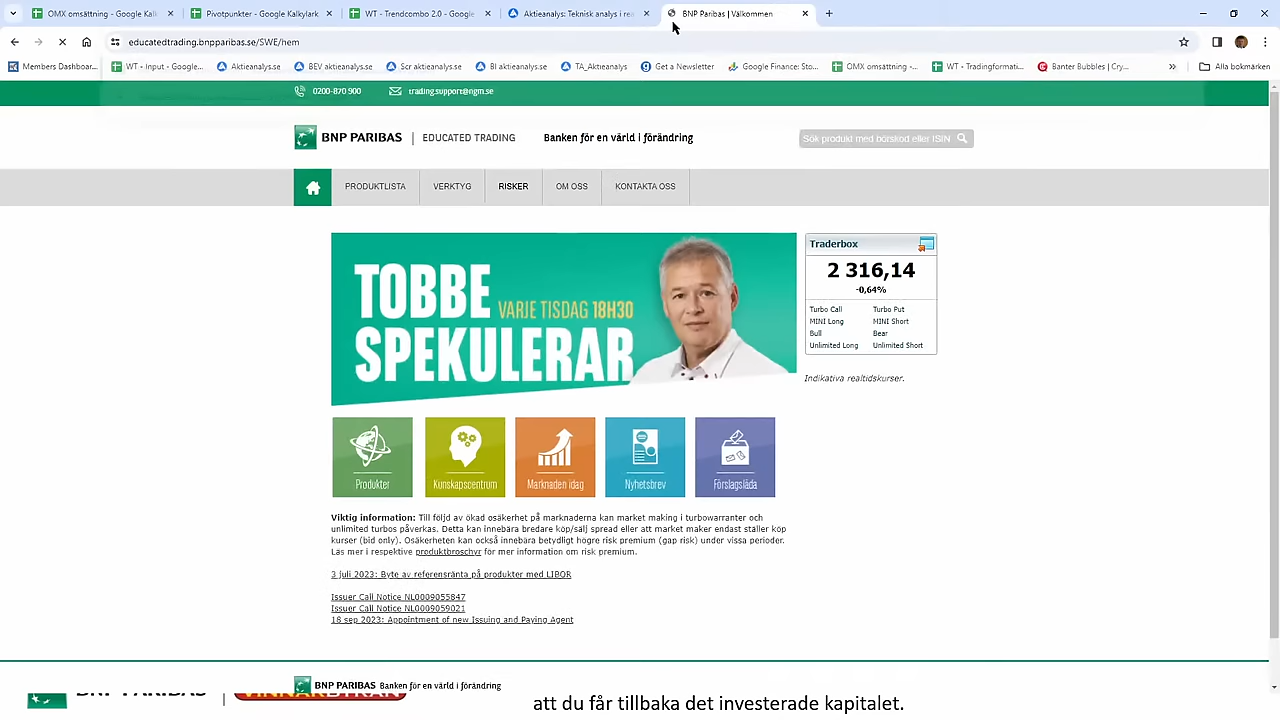 OMX omsättning - Google Kalk
Pivotpunkter - Google Kalkylark
WT - Trendcombo 2.0 - Google
Aktieanalys: Teknisk analys i rea
BNP Paribas | Välkommen
educatedtrading.bnpparibas.se/SWE/hem
Members Dashboar...
WT - Input - Google...
Aktieanalys.se
BEV aktieanalys.se
Scr aktieanalys.se
BI aktieanalys.se
TA_Aktieanalys
Get a Newsletter
Google Finance: Sto...
OMX omsättning -...
WT - Tradingformati...
Banter Bubbles | Cry...
Alla bokmärken
0200-870 900
trading.support@ngm.se
BNP PARIBAS | EDUCATED TRADING
Banken för en värld i förändring
Sök produkt med börskod eller ISIN
PRODUKTLISTA
VERKTYG
RISKER
OM OSS
KONTAKTA OSS
TOBBE
VARJE TISDAG 18H30
SPEKULERAR
Traderbox
2 316,14
-0,64%
Turbo Call Turbo Put
MINI Long MINI Short
Bull Bear
Unlimited Long Unlimited Short
Indikativa realtidskurser.
Produkter
Kunskapscentrum
Marknaden idag
Nyhetsbrev
Förslagslåda
Viktig information: Till följd av ökad osäkerhet på marknaderna kan market making i turbowarranter och
unlimited turbos påverkas. Detta kan innebära bredare köp/sälj spread eller att market maker endast ställer köp
kurser (bid only). Osäkerheten kan också innebära betydligt högre risk premium (gap risk) under vissa perioder.
Läs mer i respektive produktbroschyr för mer information om risk premium.
3 juli 2023: Byte av referensränta på produkter med LIBOR
Issuer Call Notice NL0009055847
Issuer Call Notice NL0009059021
18 sep 2023: Appointment of new Issuing and Paying Agent
BNP PARIBAS Banken för en värld i förändring
BNP PARIBAS
att du får tillbaka det investerade kapitalet.